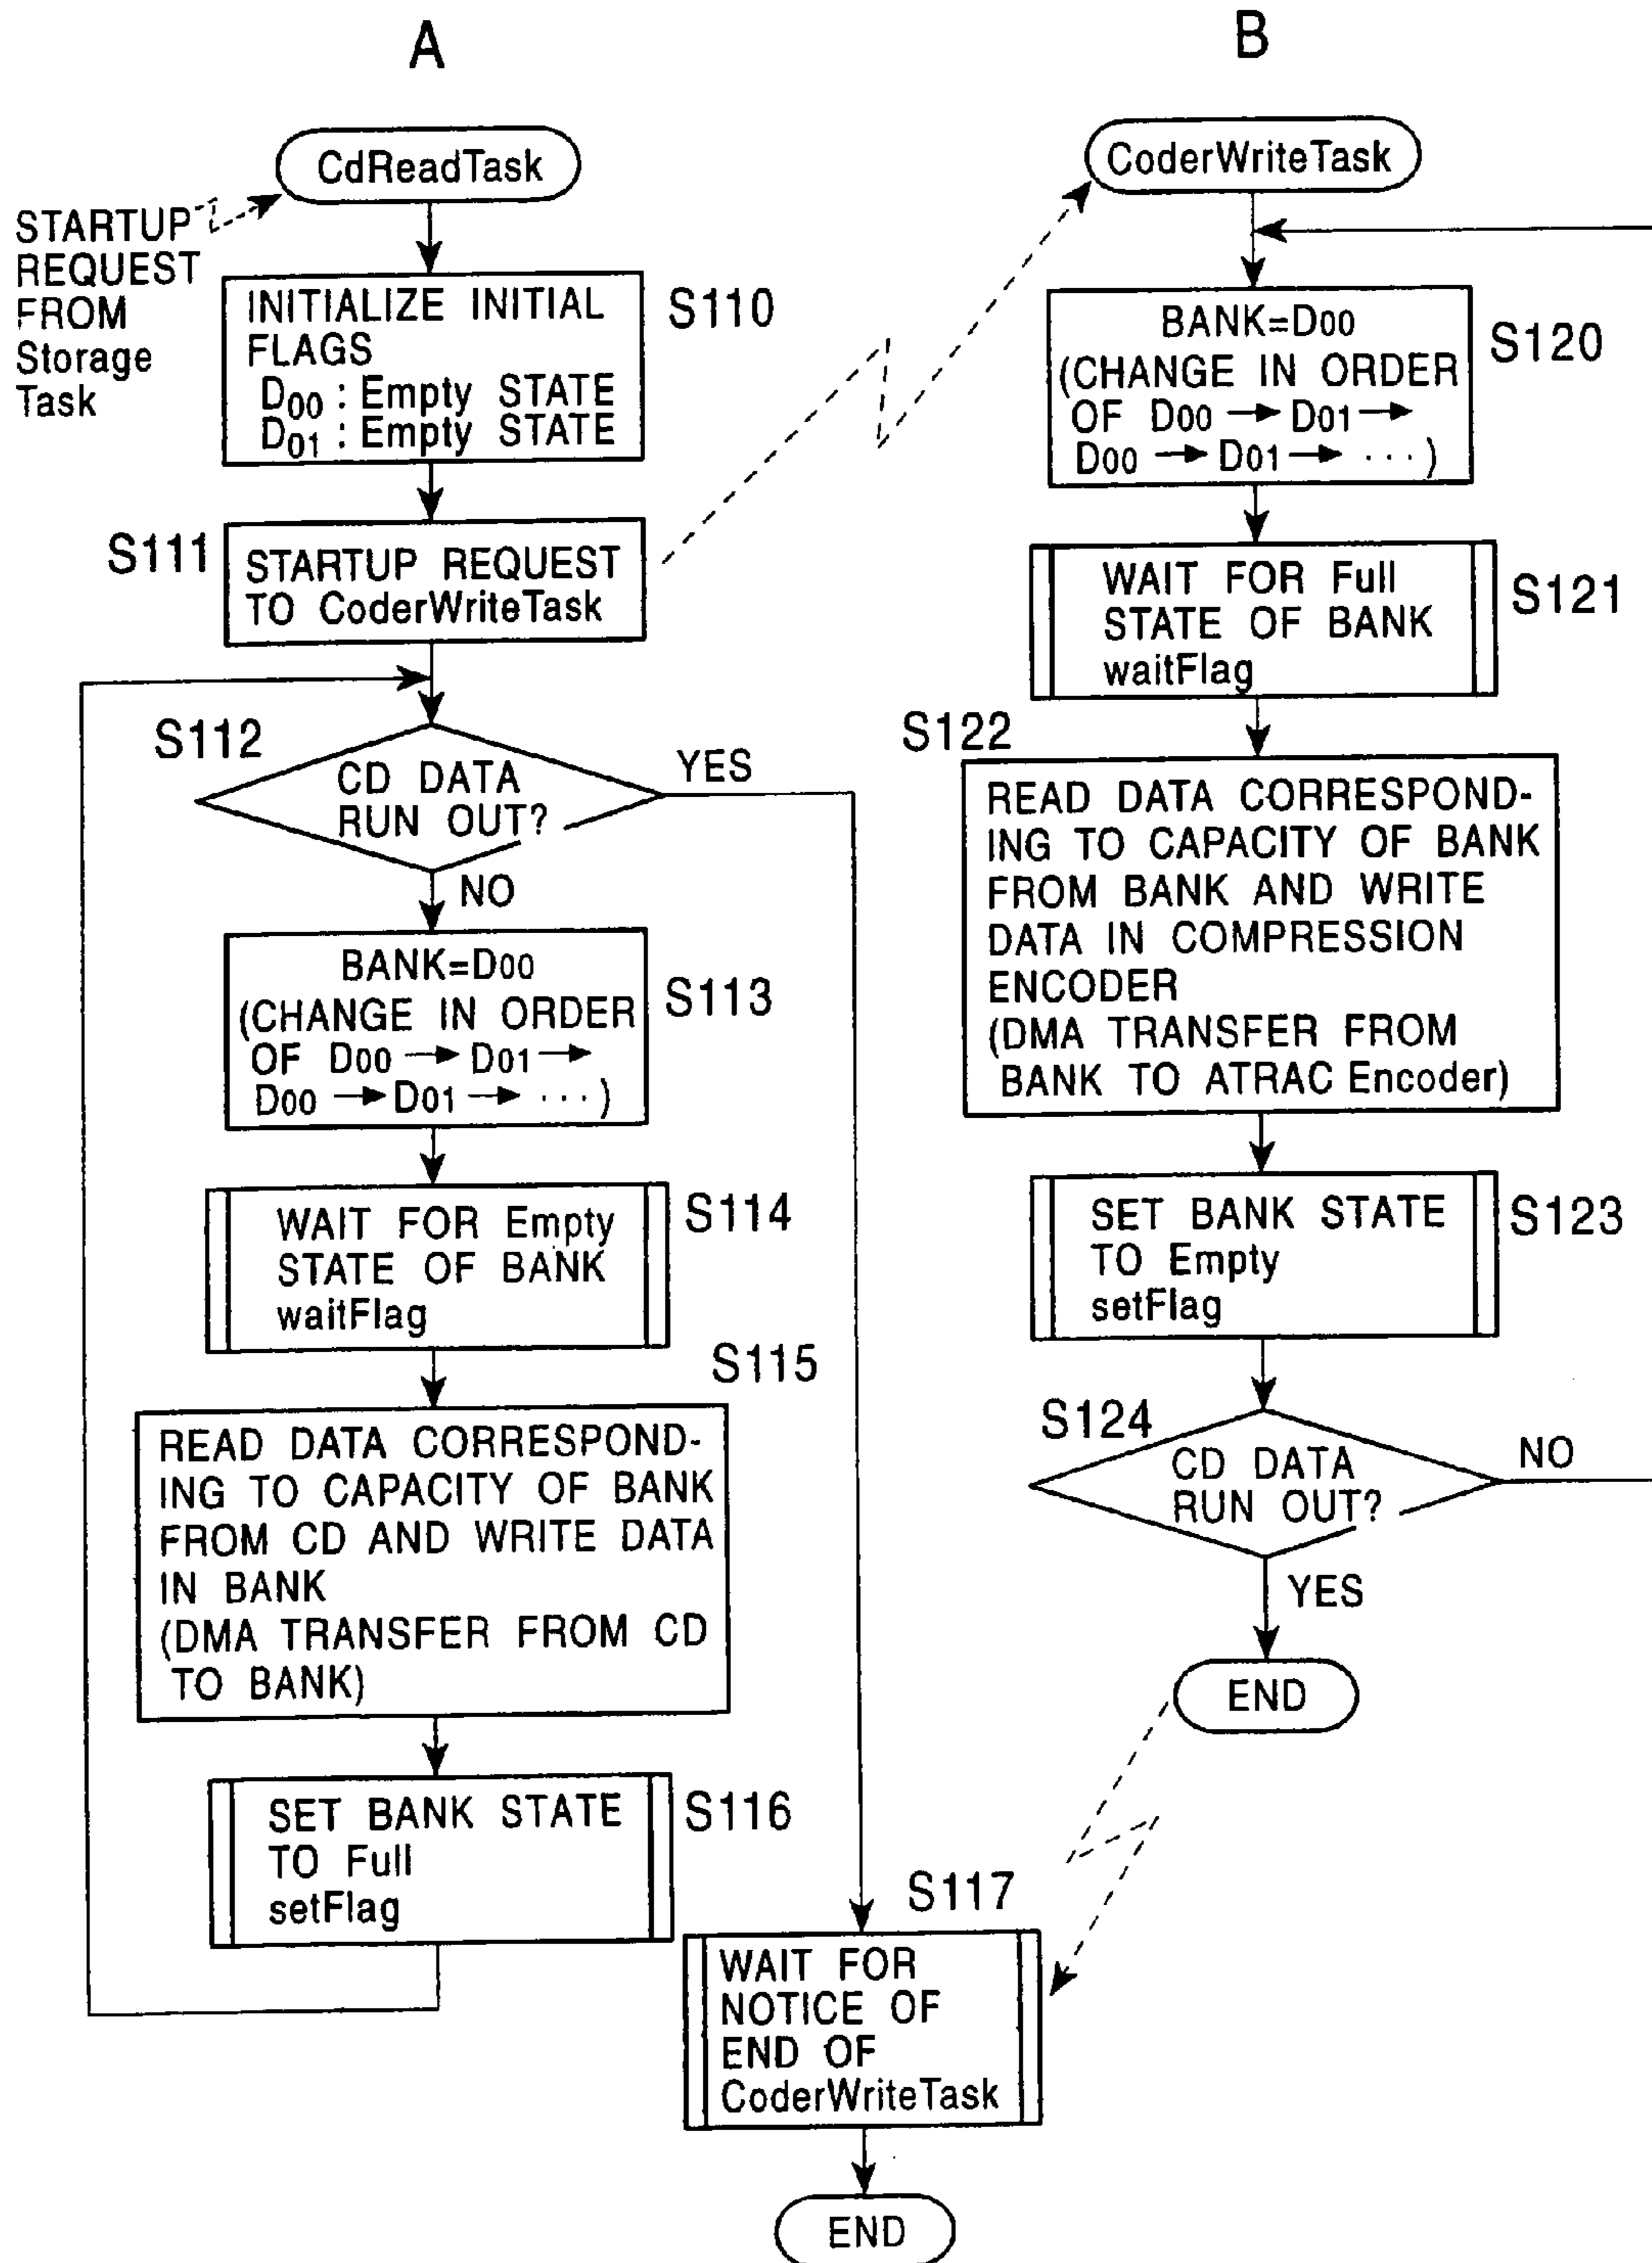 A
CdReadTask
STARTUP
REQUEST
FROM
Storage
Task
INITIALIZE INITIAL
FLAGS
D00 : Empty STATE
D01 : Empty STATE
S110
S111
STARTUP REQUEST
TO CoderWriteTask
S112
CD DATA
RUN OUT?
YES
NO
BANK=D00
(CHANGE IN ORDER
OF D00 → D01 →
D00 → D01 → ···)
S113
WAIT FOR Empty
STATE OF BANK
waitFlag
S114
S115
READ DATA CORRESPOND-
ING TO CAPACITY OF BANK
FROM CD AND WRITE DATA
IN BANK
(DMA TRANSFER FROM CD
TO BANK)
SET BANK STATE
TO Full
setFlag
S116
S117
WAIT FOR
NOTICE OF
END OF
CoderWriteTask
END
B
CoderWriteTask
BANK=D00
(CHANGE IN ORDER
OF D00 → D01 →
D00 → D01 → ···)
S120
WAIT FOR Full
STATE OF BANK
waitFlag
S121
S122
READ DATA CORRESPOND-
ING TO CAPACITY OF BANK
FROM BANK AND WRITE
DATA IN COMPRESSION
ENCODER
(DMA TRANSFER FROM
BANK TO ATRAC Encoder)
SET BANK STATE
TO Empty
setFlag
S123
S124
CD DATA
RUN OUT?
NO
YES
END